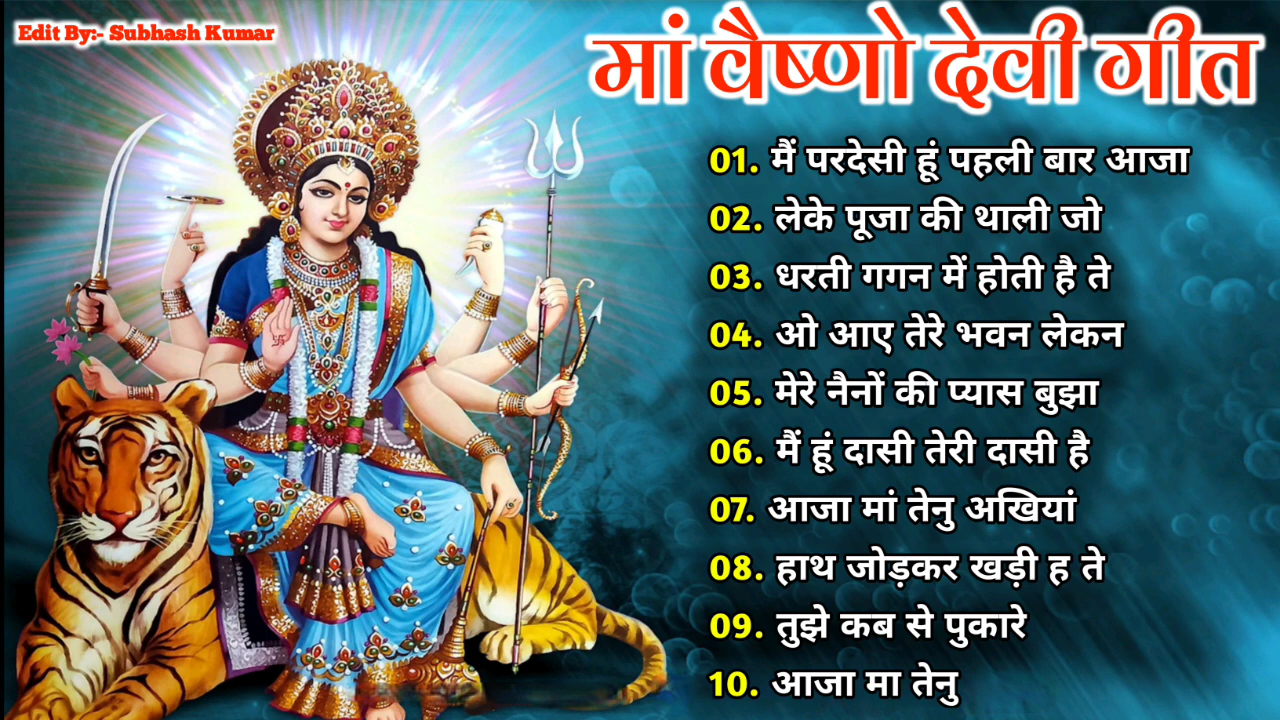 Edit By:- Subhash Kumar
मां वैष्णो देवी गीत
01. मैं परदेसी हूं पहली बार आजा
02. लेके पूजा की थाली जो
03. धरती गगन में होती है ते
04. ओ आए तेरे भवन लेकन
05. मेरे नैनों की प्यास बुझा
06. मैं हूं दासी तेरी दासी है
07. आजा मां तेनु अखियां
08. हाथ जोड़कर खड़ी ह ते
09. तुझे कब से पुकारे
10. आजा मा तेनु